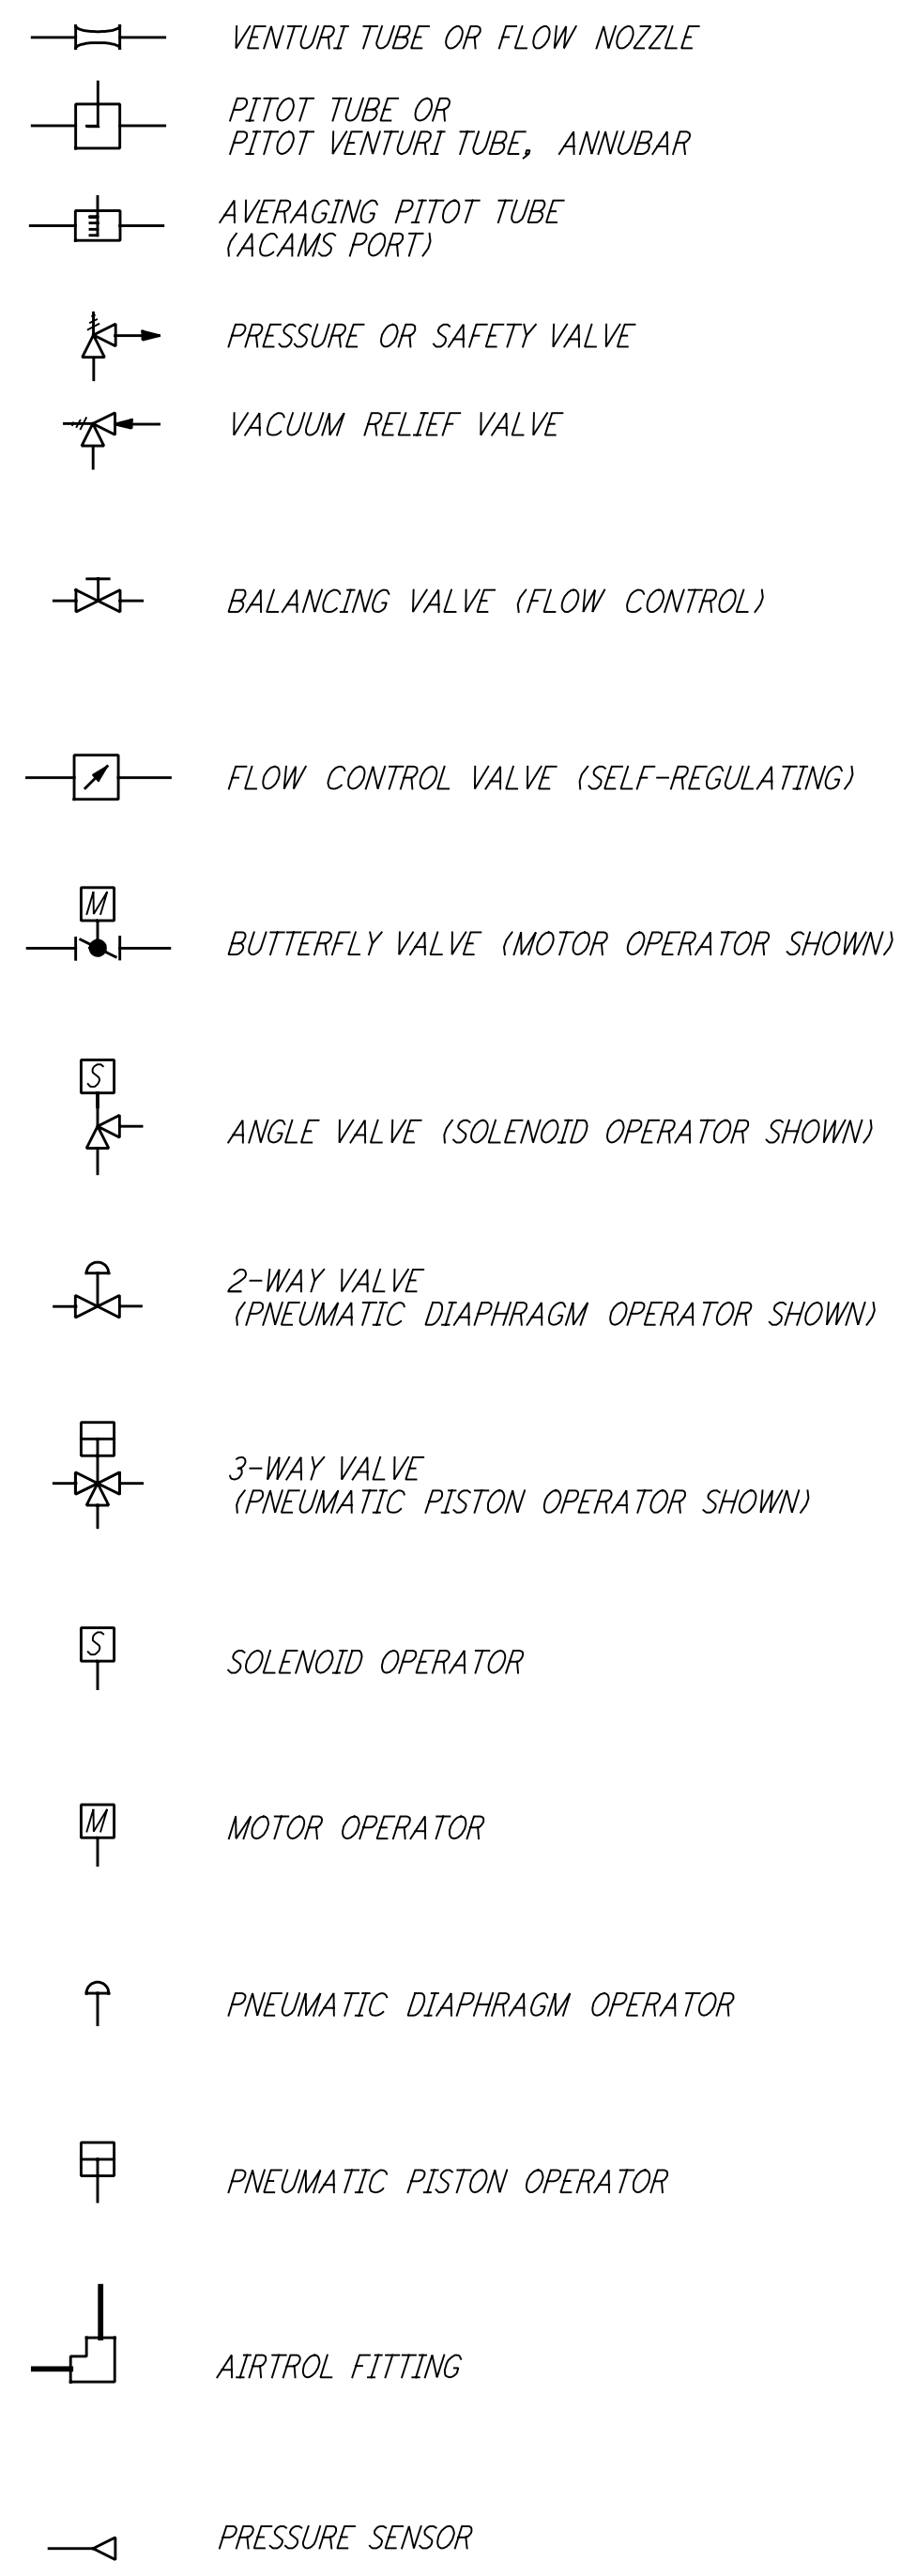 VENTURI TUBE OR FLOW NOZZLE
PITOT TUBE OR
PITOT VENTURI TUBE, ANNUBAR
AVERAGING PITOT TUBE
(ACAMS PORT)
PRESSURE OR SAFETY VALVE
VACUUM RELIEF VALVE
BALANCING VALVE (FLOW CONTROL)
FLOW CONTROL VALVE (SELF-REGULATING)
M
BUTTERFLY VALVE (MOTOR OPERATOR SHOWN)
S
ANGLE VALVE (SOLENOID OPERATOR SHOWN)
2-WAY VALVE
(PNEUMATIC DIAPHRAGM OPERATOR SHOWN)
3-WAY VALVE
(PNEUMATIC PISTON OPERATOR SHOWN)
S
SOLENOID OPERATOR
M
MOTOR OPERATOR
PNEUMATIC DIAPHRAGM OPERATOR
PNEUMATIC PISTON OPERATOR
AIRTROL FITTING
PRESSURE SENSOR